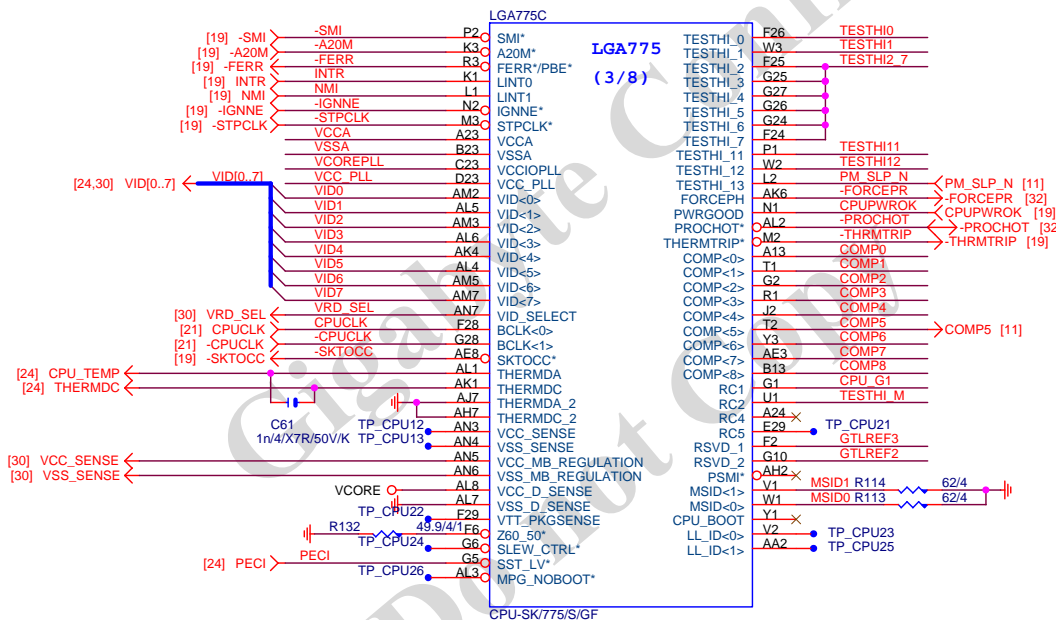 LGA775C
LGA775
(3/8)
[19] -SMI -SMI P2 SMI* TESTHI_0 F26 TESTHI0
[19] -A20M -A20M K3 A20M* TESTHI_1 W3 TESTHI1
[19] -FERR -FERR R3 FERR*/PBE* TESTHI_2 F25 TESTHI2_7
[19] INTR INTR K1 LINT0 TESTHI_3 G25
[19] NMI NMI L1 LINT1 TESTHI_4 G27
[19] -IGNNE -IGNNE N2 IGNNE* TESTHI_5 G26
[19] -STPCLK -STPCLK M3 STPCLK* TESTHI_6 G24
VCCA A23 VCCA TESTHI_7 F24
VSSA B23 VSSA TESTHI_11 P1 TESTHI11
VCOREPLL C23 VCCIOPLL TESTHI_12 W2 TESTHI12
VCC_PLL D23 VCC_PLL TESTHI_13 L2 PM_SLP_N PM_SLP_N [11]
[24,30] VID[0..7] VID[0..7] VID0 AM2 VID<0> FORCEPH AK6 -FORCEPR -FORCEPR [32]
VID1 AL5 VID<1> PWRGOOD N1 CPUPWROK CPUPWROK [19]
VID2 AM3 VID<2> PROCHOT* AL2 -PROCHOT -PROCHOT [32
VID3 AL6 VID<3> THERMTRIP* M2 -THRMTRIP -THRMTRIP [19]
VID4 AK4 VID<4> COMP<0> A13 COMP0
VID5 AL4 VID<5> COMP<1> T1 COMP1
VID6 AM5 VID<6> COMP<2> G2 COMP2
VID7 AM7 VID<7> COMP<3> R1 COMP3
[30] VRD_SEL VRD_SEL AN7 VID_SELECT COMP<4> J2 COMP4
[21] CPUCLK CPUCLK F28 BCLK<0> COMP<5> T2 COMP5 COMP5 [11]
[21] -CPUCLK -CPUCLK G28 BCLK<1> COMP<6> Y3 COMP6
[19] -SKTOCC -SKTOCC AE8 SKTOCC* COMP<7> AE3 COMP7
[24] CPU_TEMP AL1 THERMDA COMP<8> B13 COMP8
[24] THERMDC AK1 THERMDC RC1 G1 CPU_G1
AJ7 THERMDA_2 RC2 U1 TESTHI_M
C61 AH7 THERMDC_2 RC4 A24
1n/4/X7R/50V/K TP_CPU12 AN3 VCC_SENSE RC5 E29 TP_CPU21
TP_CPU13 AN4 VSS_SENSE RSVD_1 F2 GTLREF3
[30] VCC_SENSE AN5 VCC_MB_REGULATION RSVD_2 G10 GTLREF2
[30] VSS_SENSE AN6 VSS_MB_REGULATION PSMI* AH2
VCORE AL8 VCC_D_SENSE MSID<1> V1 MSID1 R114 62/4
AL7 VSS_D_SENSE MSID<0> W1 MSID0 R113 62/4
TP_CPU22 F29 VTT_PKGSENSE CPU_BOOT Y1
R132 49.9/4/1 F6 Z60_50* LL_ID<0> V2 TP_CPU23
TP_CPU24 G6 SLEW_CTRL* LL_ID<1> AA2 TP_CPU25
[24] PECI PECI G5 SST_LV*
TP_CPU26 AL3 MPG_NOBOOT*
CPU-SK/775/S/GF
Do not Copy